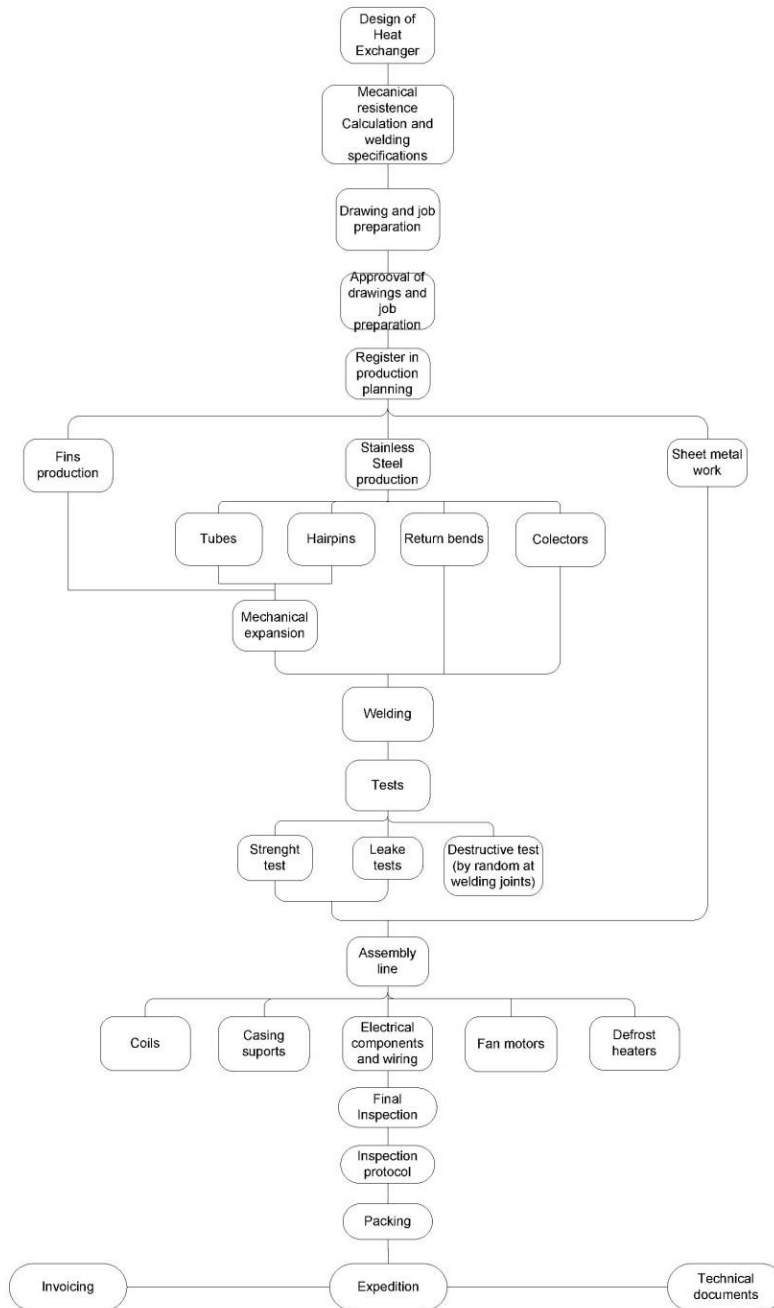 Design of
Heat
Exchanger
Mecanical
resistence
Calculation and
welding
specifications
Drawing and job
preparation
Approoval of
drawings and
job
preparation
Register in
production
planning
Fins
production
Stainless
Steel
production
Sheet metal
work
Tubes
Hairpins
Return bends
Colectors
Mechanical
expansion
Welding
Tests
Strenght
test
Leake
tests
Destructive test
(by random at
welding joints)
Assembly
line
Coils
Casing
suports
Electrical
components
and wiring
Fan motors
Defrost
heaters
Final
Inspection
Inspection
protocol
Packing
Invoicing
Expedition
Technical
documents